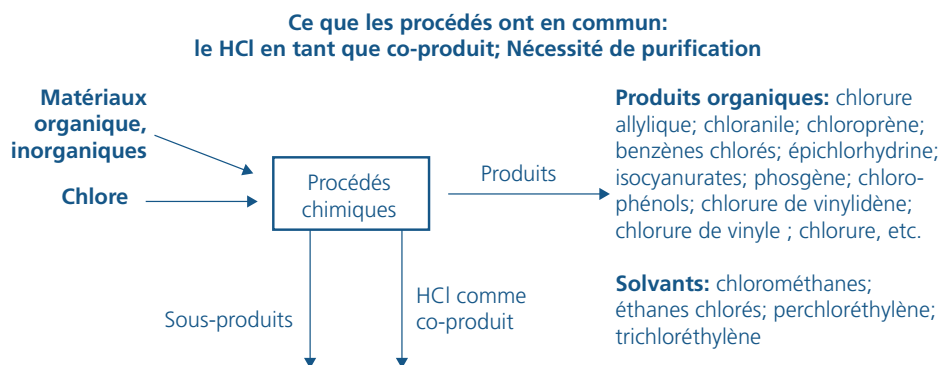 Ce que les procédés ont en commun:
le HCl en tant que co-produit; Nécessité de purification
Matériaux
organique,
inorganiques
Chlore
Procédés
chimiques
Produits
Sous-produits
HCl comme
co-produit
Produits organiques: chlorure
allylique; chloranile; chloroprène;
benzènes chlorés; épichlorhydrine;
isocyanurates; phosgène; chloro-
phénols; chlorure de vinylidène;
chlorure de vinyle ; chlorure, etc.
Solvants: chlorométhanes;
éthanes chlorés; perchloréthylène;
trichloréthylène